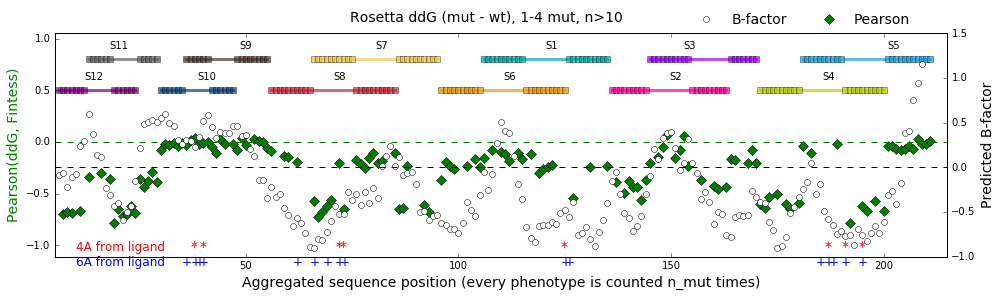 Rosetta ddG (mut - wt), 1-4 mut, n>10
B-factor
Pearson
S11 S9 S7 S1 S3 S5
S12 S10 S8 S6 S2 S4
Pearson(ddG, Fintess)
1.0
0.5
0.0
−0.5
−1.0
1.5
1.0
0.5
0.0
−0.5
−1.0
Predicted B-factor
4A from ligand
6A from ligand
50 100 150 200
Aggregated sequence position (every phenotype is counted n_mut times)